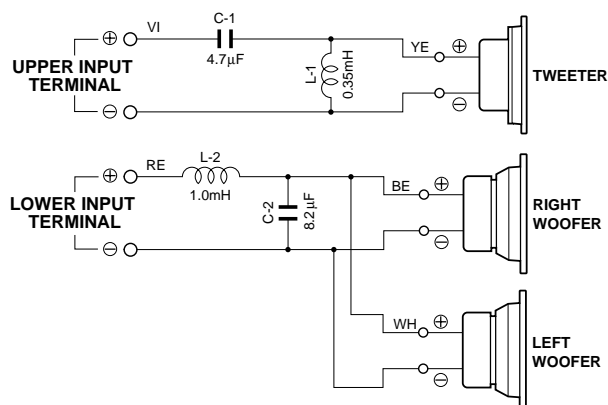 C-1
VI
⊕
4.7μF
YE
⊕
UPPER INPUT
TERMINAL
L-1
0.35mH
TWEETER
⊖
⊖
RE
L-2
⊕
1.0mH
BE
⊕
LOWER INPUT
TERMINAL
C-2
8.2μF
RIGHT
WOOFER
⊖
⊖
WH
⊕
LEFT
WOOFER
⊖